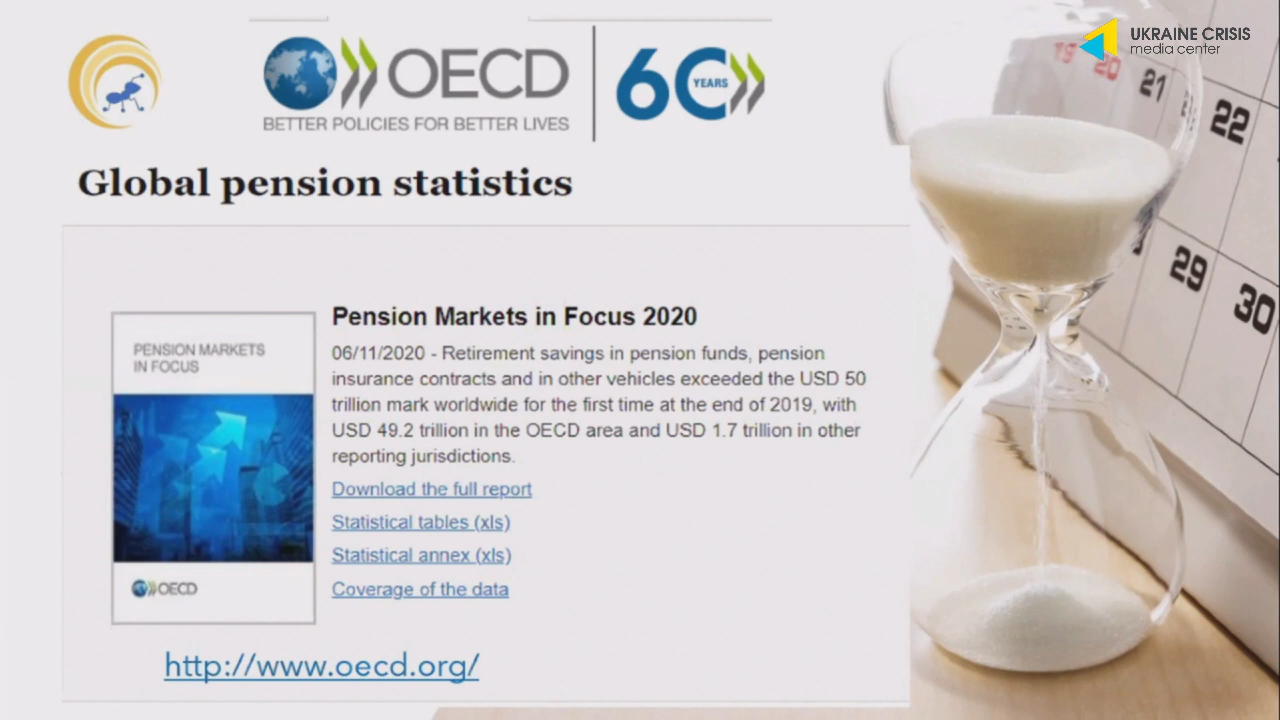 UKRAINE CRISIS
media center
OECD
BETTER POLICIES FOR BETTER LIVES
60
YEARS
19
20
21
22
29
30
Global pension statistics
PENSION MARKETS
IN FOCUS
OECD
Pension Markets in Focus 2020
06/11/2020 - Retirement savings in pension funds, pension
insurance contracts and in other vehicles exceeded the USD 50
trillion mark worldwide for the first time at the end of 2019, with
USD 49.2 trillion in the OECD area and USD 1.7 trillion in other
reporting jurisdictions.
Download the full report
Statistical tables (xls)
Statistical annex (xls)
Coverage of the data
http://www.oecd.org/